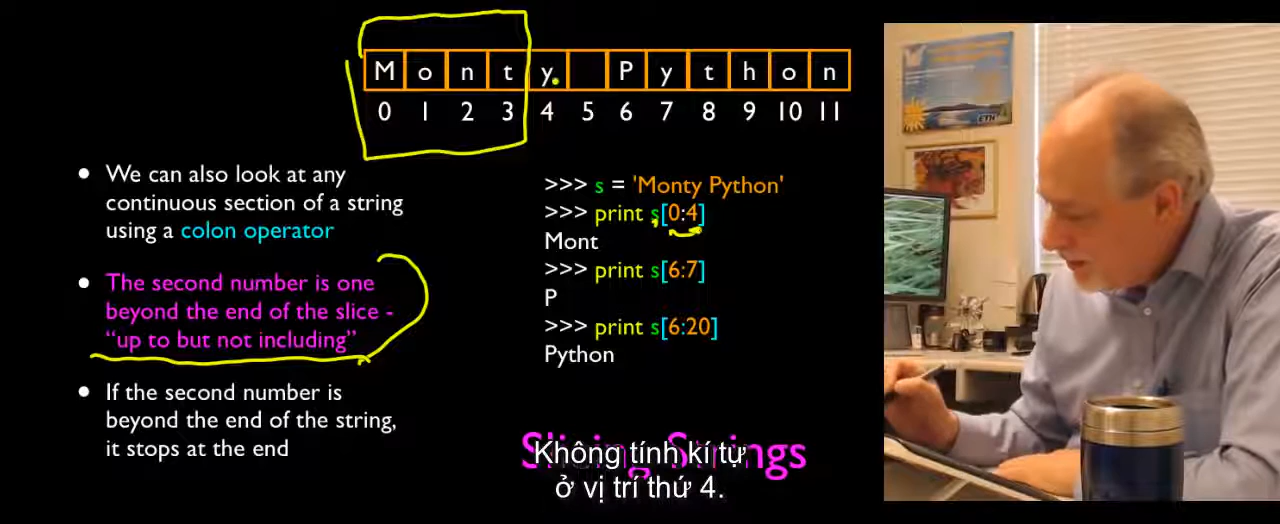 M o n t y P y t h o n
0 1 2 3 4 5 6 7 8 9 10 11
• We can also look at any
continuous section of a string
using a colon operator
• The second number is one
beyond the end of the slice -
“up to but not including”
• If the second number is
beyond the end of the string,
it stops at the end
>>> s = 'Monty Python'
>>> print s[0:4]
Mont
>>> print s[6:7]
P
>>> print s[6:20]
Python
Slicing Strings
Không tính kí tự
ở vị trí thứ 4.
ETN